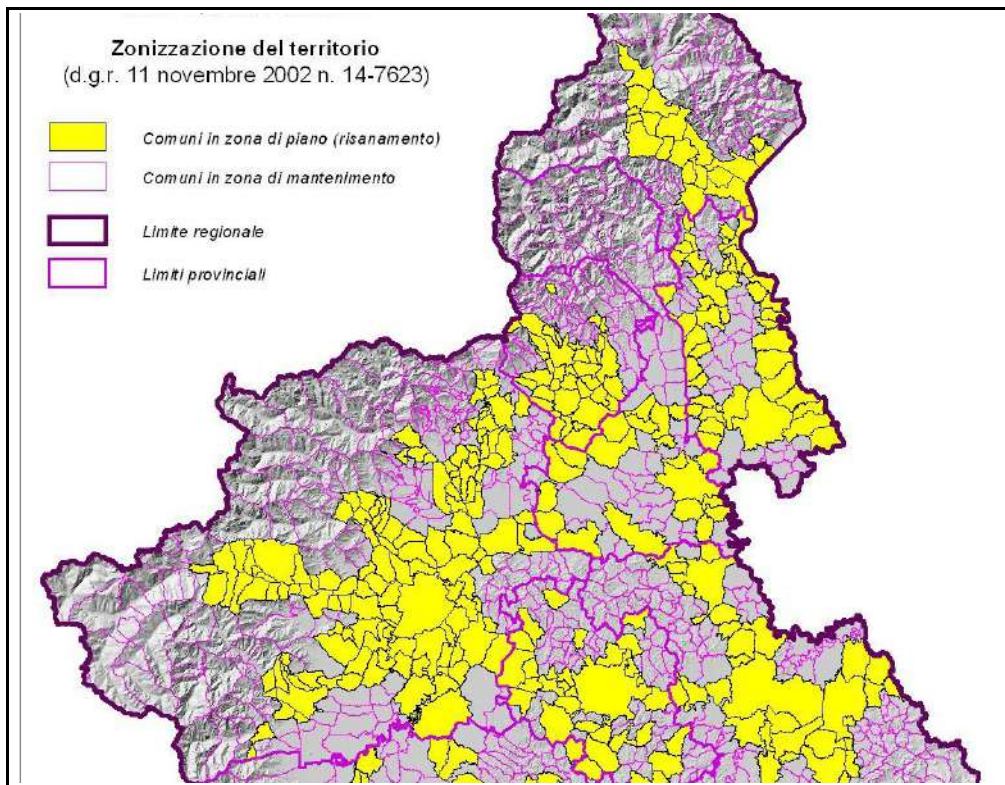 Zonizzazione del territorio
(d.g.r. 11 novembre 2002 n. 14-7623)
Comuni in zona di piano (risanamento)
Comuni in zona di mantenimento
Limite regionale
Limiti provinciali